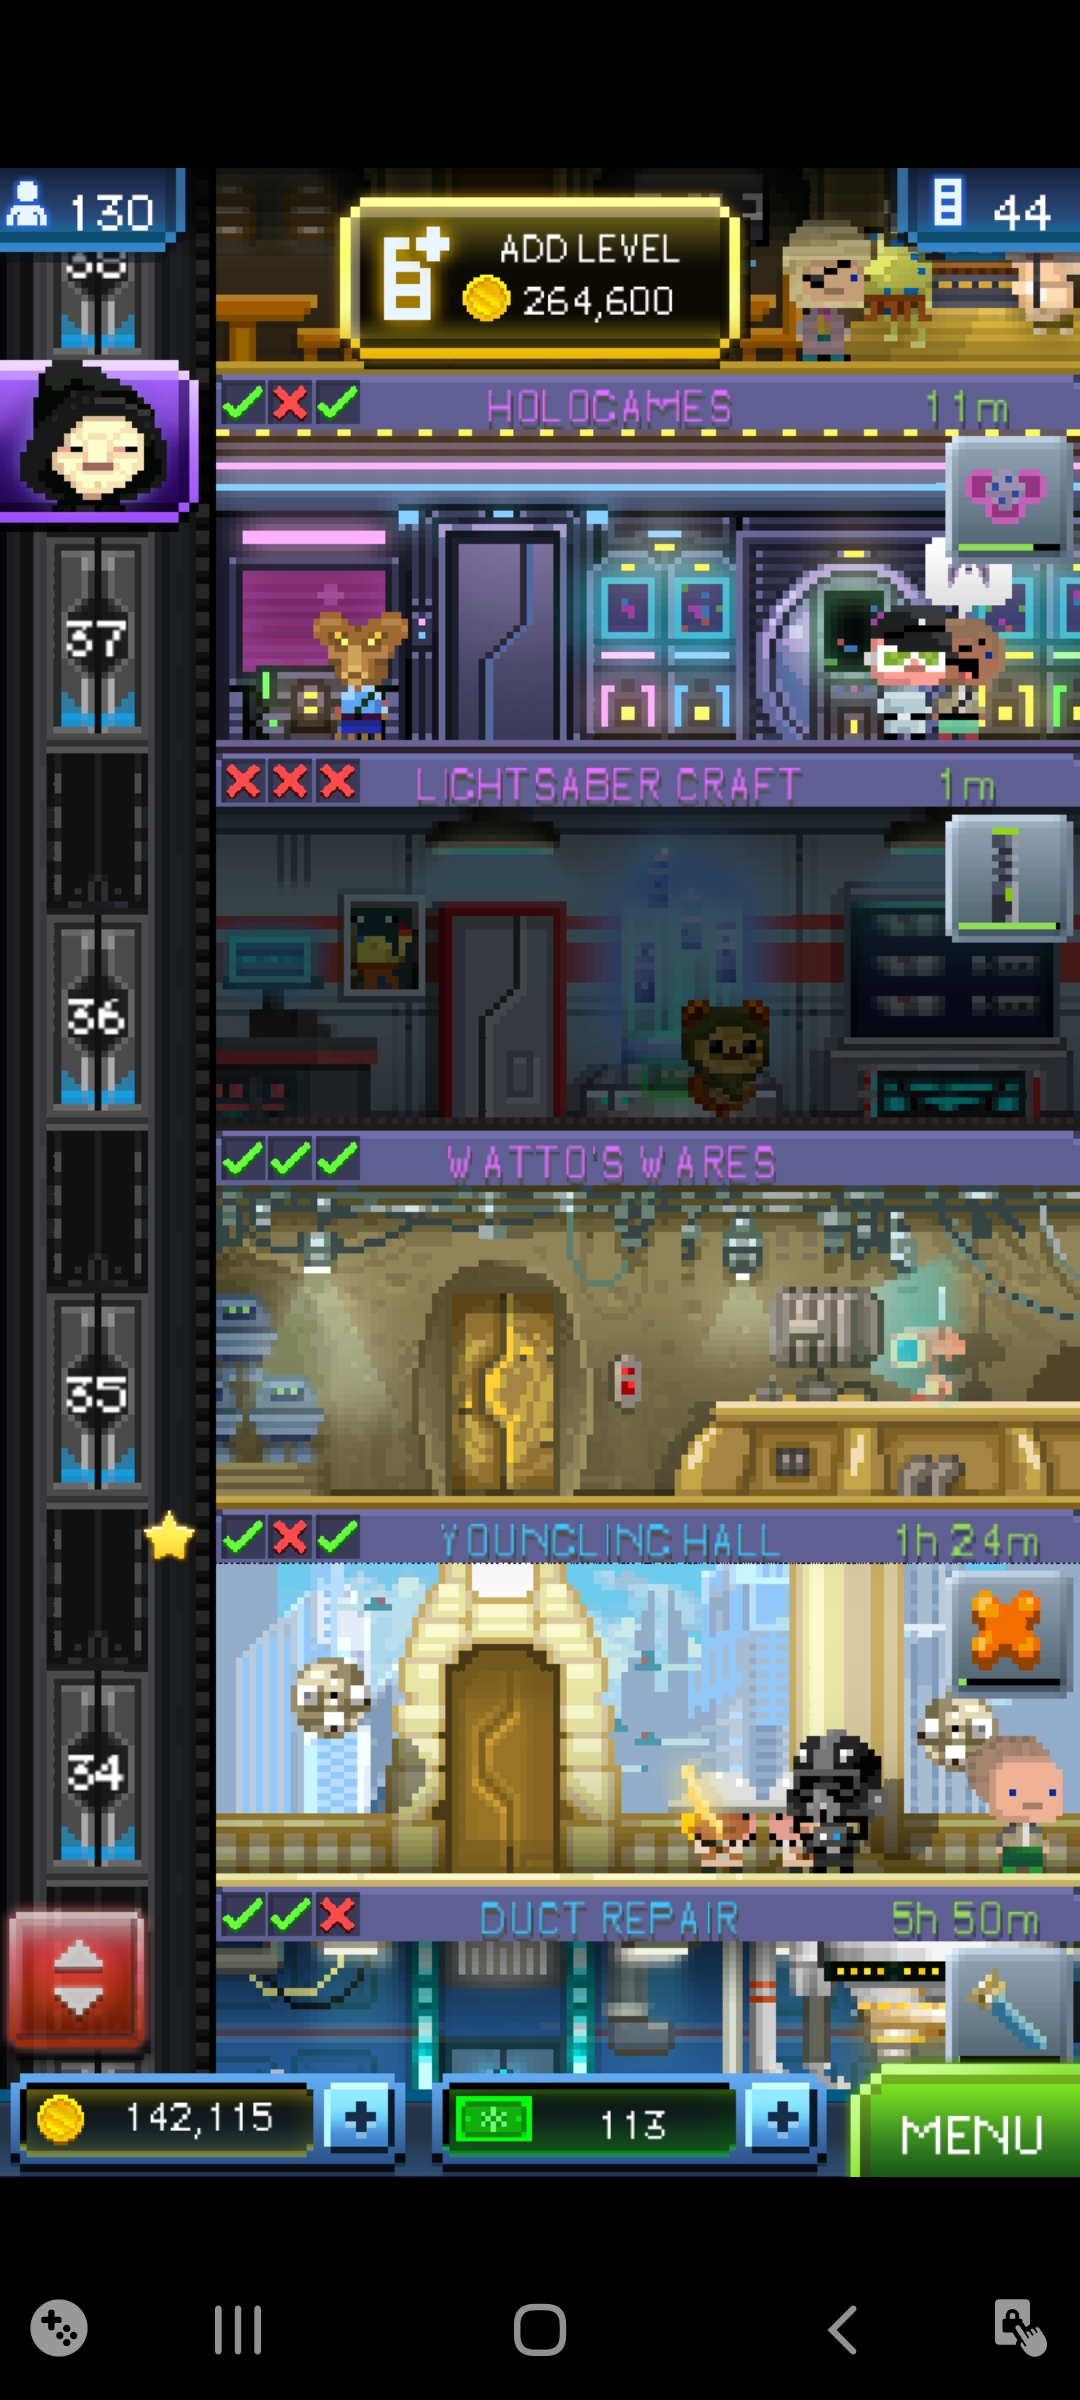 130
44
ADD LEVEL
264,600
38
HOLOGAMES 11m
37
LIGHTSABER CRAFT 1m
36
WATTO'S WARES
35
YOUNGLING HALL 1h 24m
34
DUCT REPAIR 5h 50m
142,115
113
MENU